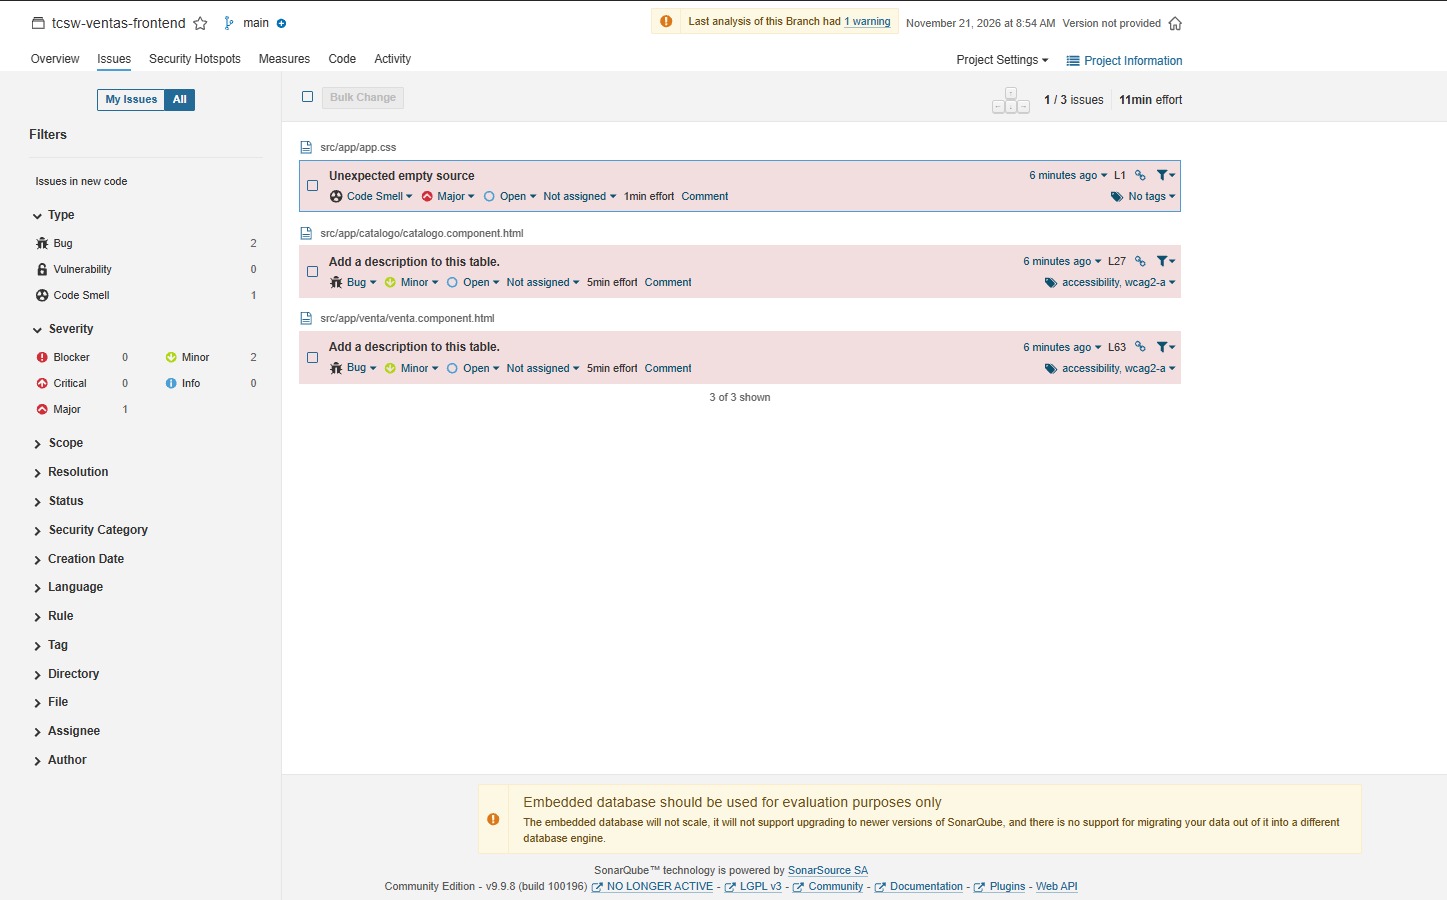 tcsw-ventas-frontend main
Last analysis of this Branch had 1 warning November 21, 2026 at 8:54 AM Version not provided
Overview Issues Security Hotspots Measures Code Activity
Project Settings Project Information
My Issues All
Bulk Change
1 / 3 issues 11min effort
Filters
Issues in new code
Type
Bug 2
Vulnerability 0
Code Smell 1
Severity
Blocker 0 Minor 2
Critical 0 Info 0
Major 1
Scope
Resolution
Status
Security Category
Creation Date
Language
Rule
Tag
Directory
File
Assignee
Author
src/app/app.css
Unexpected empty source 6 minutes ago L1
Code Smell Major Open Not assigned 1min effort Comment No tags
src/app/catalogo/catalogo.component.html
Add a description to this table. 6 minutes ago L27
Bug Minor Open Not assigned 5min effort Comment accessibility, wcag2-a
src/app/venta/venta.component.html
Add a description to this table. 6 minutes ago L63
Bug Minor Open Not assigned 5min effort Comment accessibility, wcag2-a
3 of 3 shown
Embedded database should be used for evaluation purposes only
The embedded database will not scale, it will not support upgrading to newer versions of SonarQube, and there is no support for migrating your data out of it into a different
database engine.
SonarQube™ technology is powered by SonarSource SA
Community Edition - v9.9.8 (build 100196) NO LONGER ACTIVE - LGPL v3 - Community - Documentation - Plugins - Web API